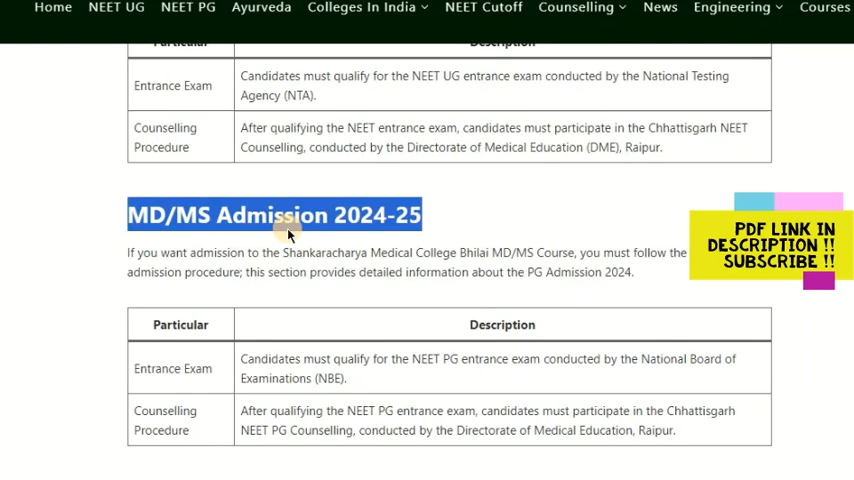 Home NEET UG NEET PG Ayurveda Colleges In India NEET Cutoff Counselling News Engineering Courses
Particular Description
Entrance Exam
Candidates must qualify for the NEET UG entrance exam conducted by the National Testing
Agency (NTA).
Counselling
Procedure
After qualifying the NEET entrance exam, candidates must participate in the Chhattisgarh NEET
Counselling, conducted by the Directorate of Medical Education (DME), Raipur.
MD/MS Admission 2024-25
If you want admission to the Shankaracharya Medical College Bhilai MD/MS Course, you must follow the
admission procedure; this section provides detailed information about the PG Admission 2024.
PDF LINK IN
DESCRIPTION !!
SUBSCRIBE !!
Particular Description
Entrance Exam
Candidates must qualify for the NEET PG entrance exam conducted by the National Board of
Examinations (NBE).
Counselling
Procedure
After qualifying the NEET PG entrance exam, candidates must participate in the Chhattisgarh
NEET PG Counselling, conducted by the Directorate of Medical Education, Raipur.